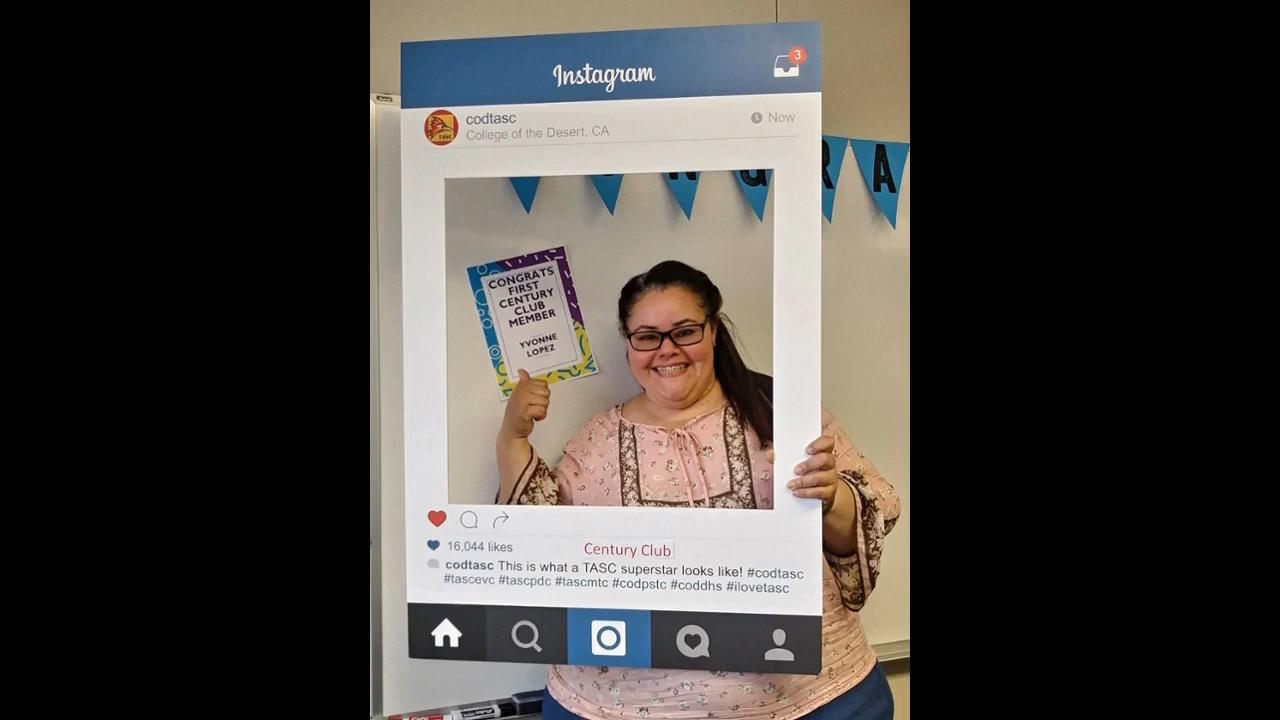 Instagram
3
codtasc
Now
College of the Desert, CA
TASC
N G R A
CONGRATS
FIRST
CENTURY
CLUB
MEMBER
YVONNE
LOPEZ
16,044 likes
Century Club
codtasc This is what a TASC superstar looks like! #codtasc
#tascevc #tascpdc #tascmtc #codpstc #coddhs #ilovetasc